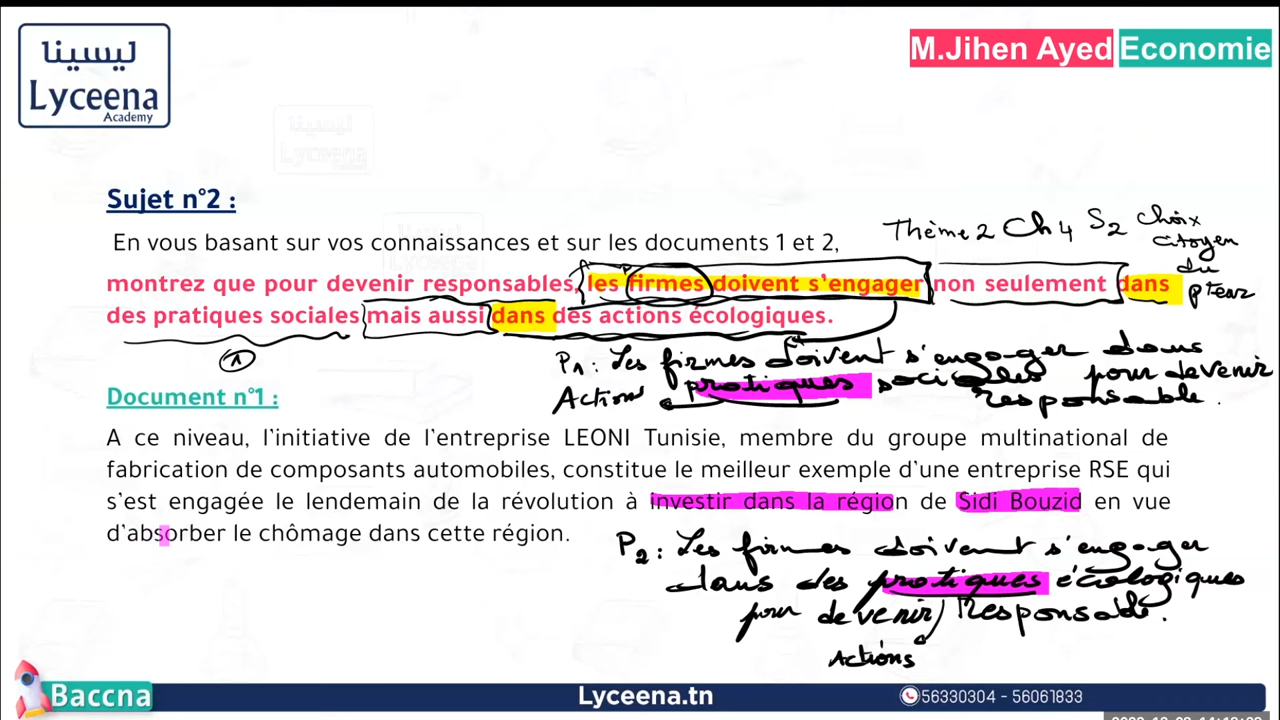 ليسينا
Lyceena
Academy
M.Jihen Ayed Economie
ليسينا
Lyceena
Sujet n°2 :
En vous basant sur vos connaissances et sur les documents 1 et 2,
Thème 2 Ch 4 S2 choix
citoyen
du
pteur
montrez que pour devenir responsables, les firmes doivent s'engager non seulement dans
des pratiques sociales mais aussi dans des actions écologiques.
1
P1 : Les firmes doivent s'engager dans
Actions pratiques sociales pour devenir
Responsable.
Document n°1 :
A ce niveau, l'initiative de l'entreprise LEONI Tunisie, membre du groupe multinational de
fabrication de composants automobiles, constitue le meilleur exemple d'une entreprise RSE qui
s'est engagée le lendemain de la révolution à investir dans la région de Sidi Bouzid en vue
d'absorber le chômage dans cette région.
P2 : Les firmes doivent s'engager
dans des pratiques écologiques
pour devenir Responsable.
Actions
Baccna
Lyceena.tn
56330304 - 56061833